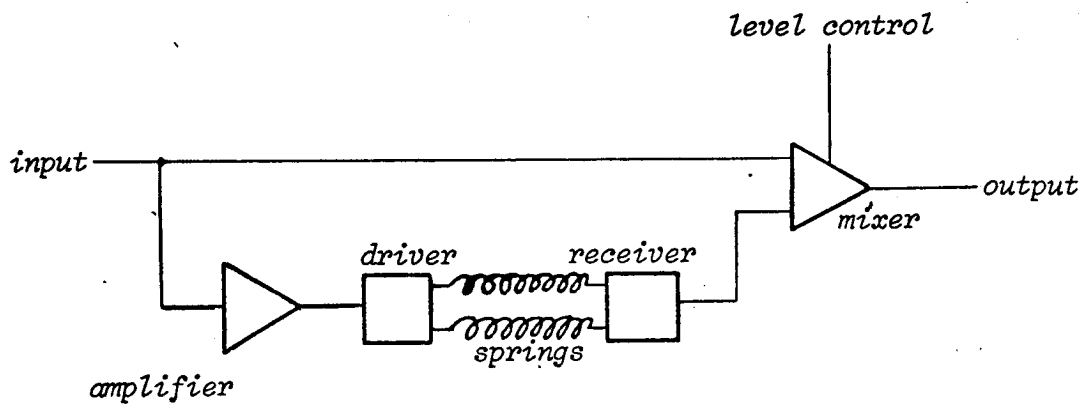 level control
input
output
mixer
driver
receiver
springs
amplifier